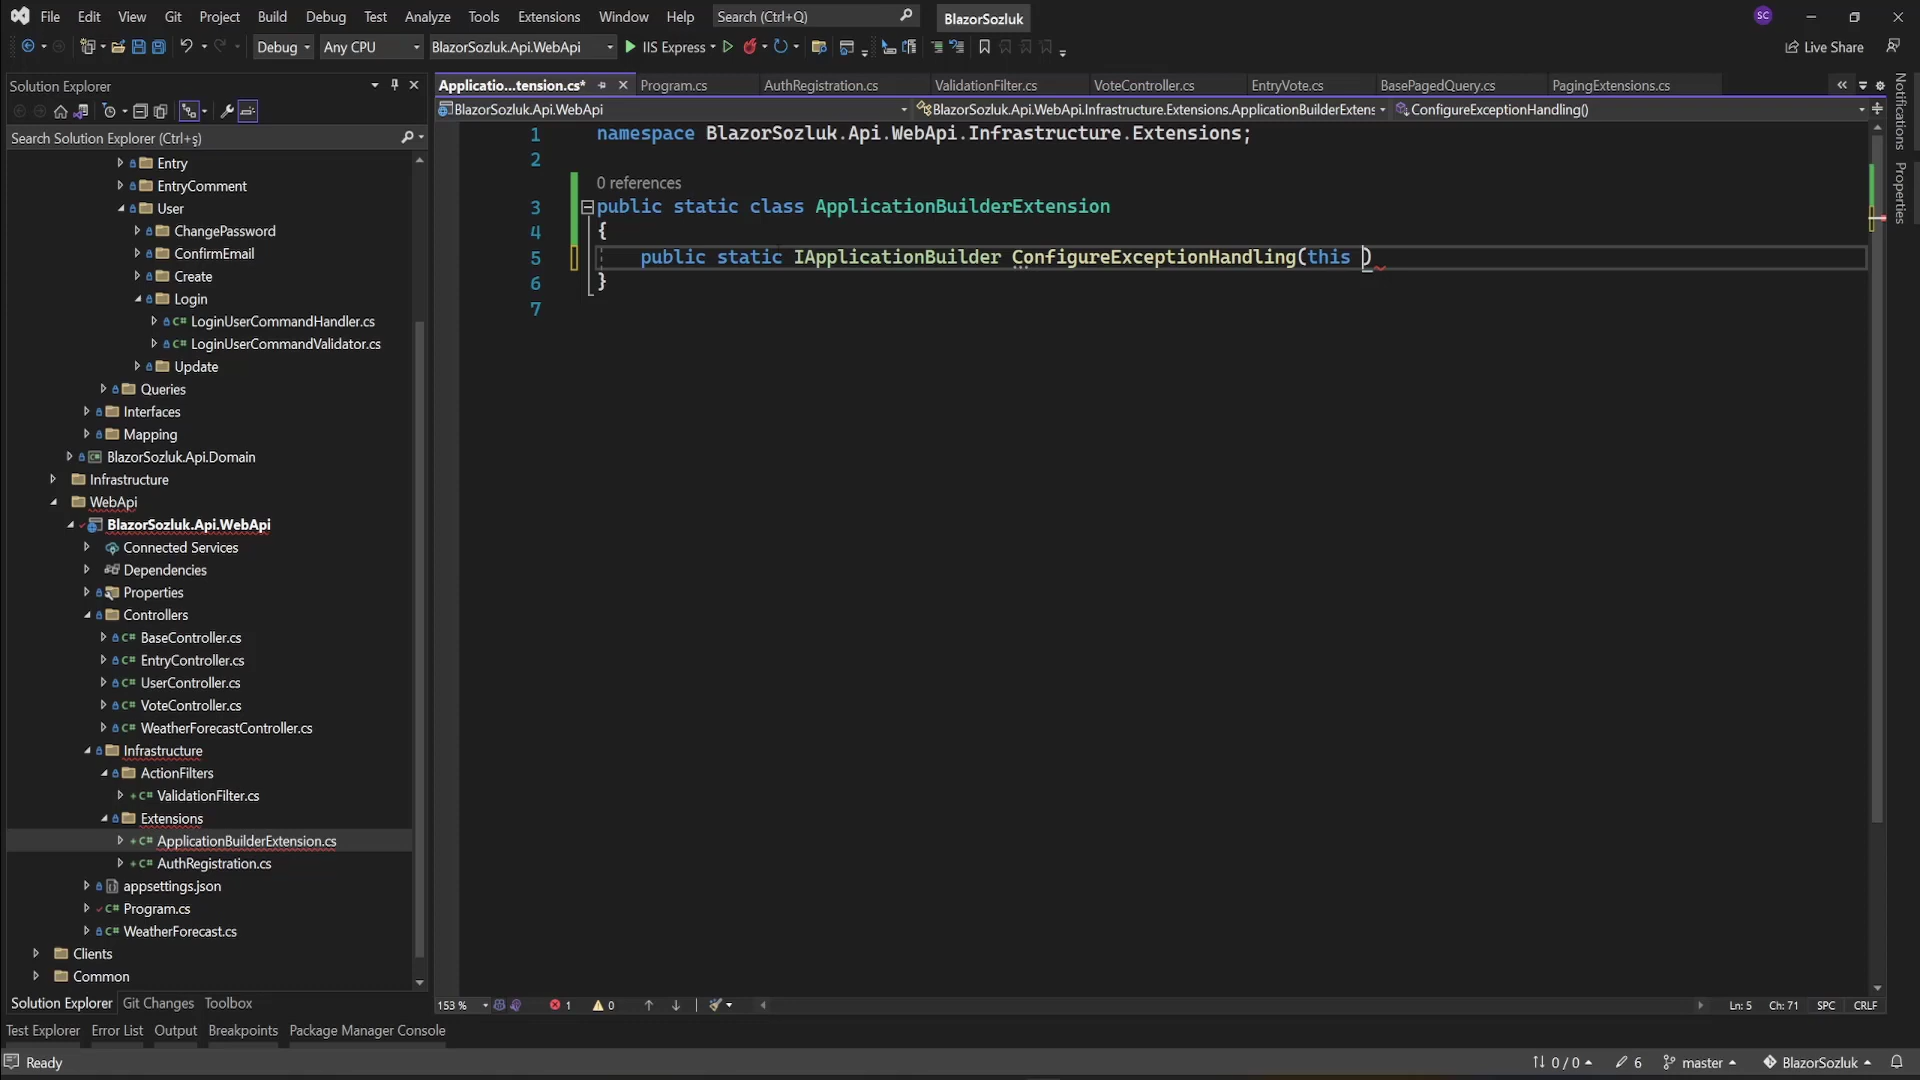 File Edit View Git Project Build Debug Test Analyze Tools Extensions Window Help Search (Ctrl+Q) BlazorSozluk SC
Debug Any CPU BlazorSozluk.Api.WebApi IIS Express Live Share
Solution Explorer
Search Solution Explorer (Ctrl+ş)
Entry
EntryComment
User
ChangePassword
ConfirmEmail
Create
Login
LoginUserCommandHandler.cs
LoginUserCommandValidator.cs
Update
Queries
Interfaces
Mapping
BlazorSozluk.Api.Domain
Infrastructure
WebApi
BlazorSozluk.Api.WebApi
Connected Services
Dependencies
Properties
Controllers
BaseController.cs
EntryController.cs
UserController.cs
VoteController.cs
WeatherForecastController.cs
Infrastructure
ActionFilters
ValidationFilter.cs
Extensions
ApplicationBuilderExtension.cs
AuthRegistration.cs
appsettings.json
Program.cs
WeatherForecast.cs
Clients
Common
Solution Explorer Git Changes Toolbox
Applicatio...tension.cs* Program.cs AuthRegistration.cs ValidationFilter.cs VoteController.cs EntryVote.cs BasePagedQuery.cs PagingExtensions.cs
BlazorSozluk.Api.WebApi BlazorSozluk.Api.WebApi.Infrastructure.Extensions.ApplicationBuilderExtens ConfigureExceptionHandling()
1 namespace BlazorSozluk.Api.WebApi.Infrastructure.Extensions;
2
0 references
3 public static class ApplicationBuilderExtension
4 {
5 public static IApplicationBuilder ConfigureExceptionHandling(this )
6 }
7
Notifications
Properties
153 % 1 0 Ln: 5 Ch: 71 SPC CRLF
Test Explorer Error List Output Breakpoints Package Manager Console
Ready 0 / 0 6 master BlazorSozluk